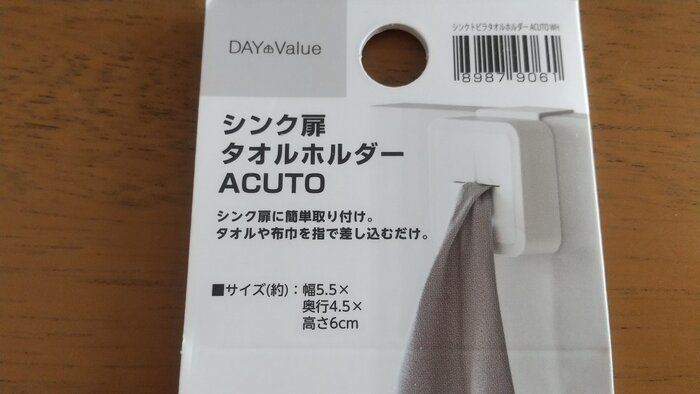 DAY Value
シンクトビラタオルホルダー ACUTO WH
8987 9061
シンク扉
タオルホルダー
ACUTO
シンク扉に簡単取り付け。
タオルや布巾を指で差し込むだけ。
■サイズ(約)：幅5.5×
奥行4.5×
高さ6cm